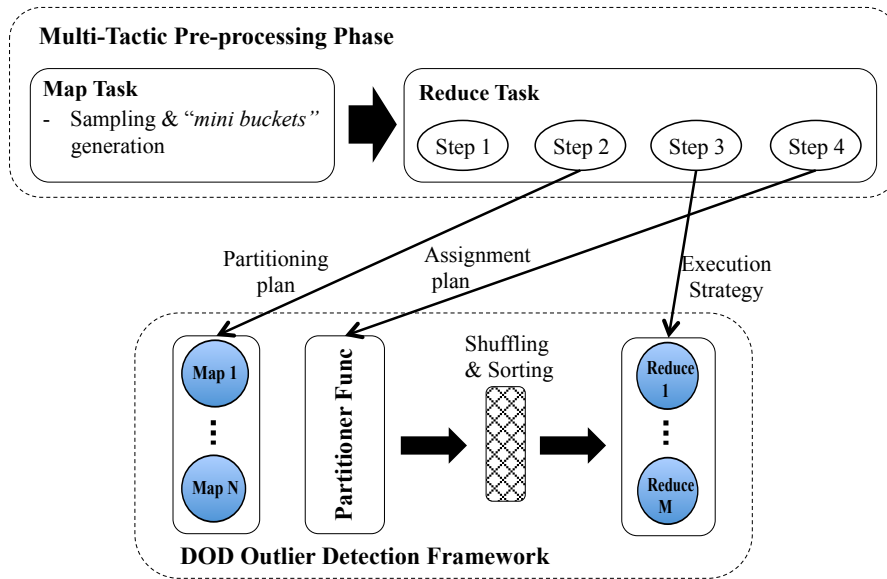 Multi-Tactic Pre-processing Phase
Map Task
- Sampling & “mini buckets”
generation
Reduce Task
Step 1
Step 2
Step 3
Step 4
Partitioning
plan
Assignment
plan
Execution
Strategy
Map 1
...
Map N
Partitioner Func
Shuffling
& Sorting
Reduce
1
...
Reduce
M
DOD Outlier Detection Framework